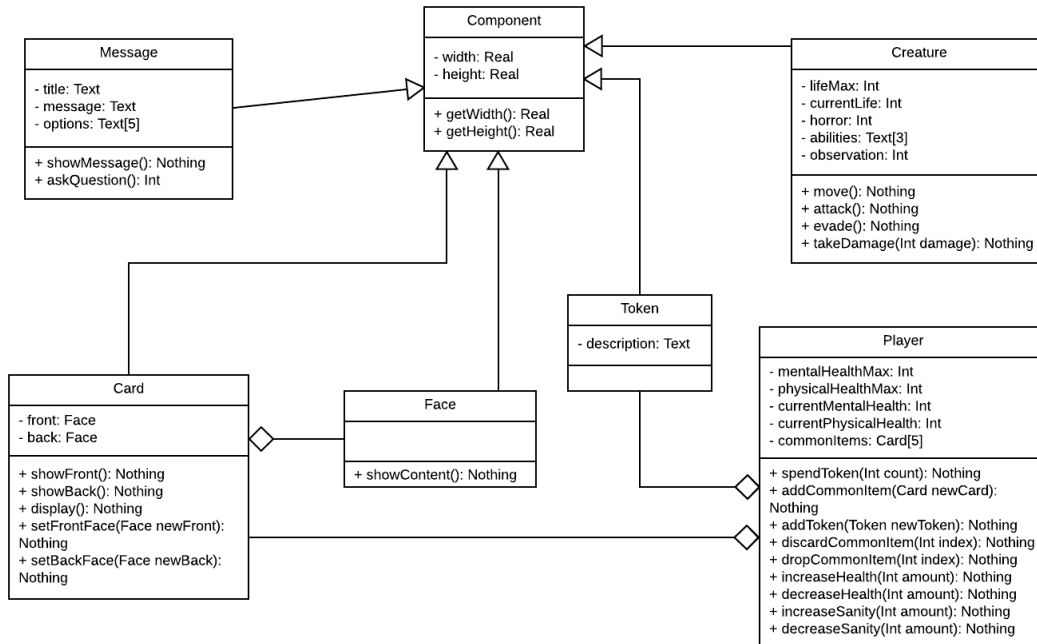 Component
- width: Real
- height: Real
+ getWidth(): Real
+ getHeight(): Real
Message
- title: Text
- message: Text
- options: Text[5]
+ showMessage(): Nothing
+ askQuestion(): Int
Creature
- lifeMax: Int
- currentLife: Int
- horror: Int
- abilities: Text[3]
- observation: Int
+ move(): Nothing
+ attack(): Nothing
+ evade(): Nothing
+ takeDamage(Int damage): Nothing
Token
- description: Text
Player
- mentalHealthMax: Int
- physicalHealthMax: Int
- currentMentalHealth: Int
- currentPhysicalHealth: Int
- commonItems: Card[5]
+ spendToken(Int count): Nothing
+ addCommonItem(Card newCard):
Nothing
+ addToken(Token newToken): Nothing
+ discardCommonItem(Int index): Nothing
+ dropCommonItem(Int index): Nothing
+ increaseHealth(Int amount): Nothing
+ decreaseHealth(Int amount): Nothing
+ increaseSanity(Int amount): Nothing
+ decreaseSanity(Int amount): Nothing
Card
- front: Face
- back: Face
+ showFront(): Nothing
+ showBack(): Nothing
+ display(): Nothing
+ setFrontFace(Face newFront):
Nothing
+ setBackFace(Face newBack):
Nothing
Face
+ showContent(): Nothing